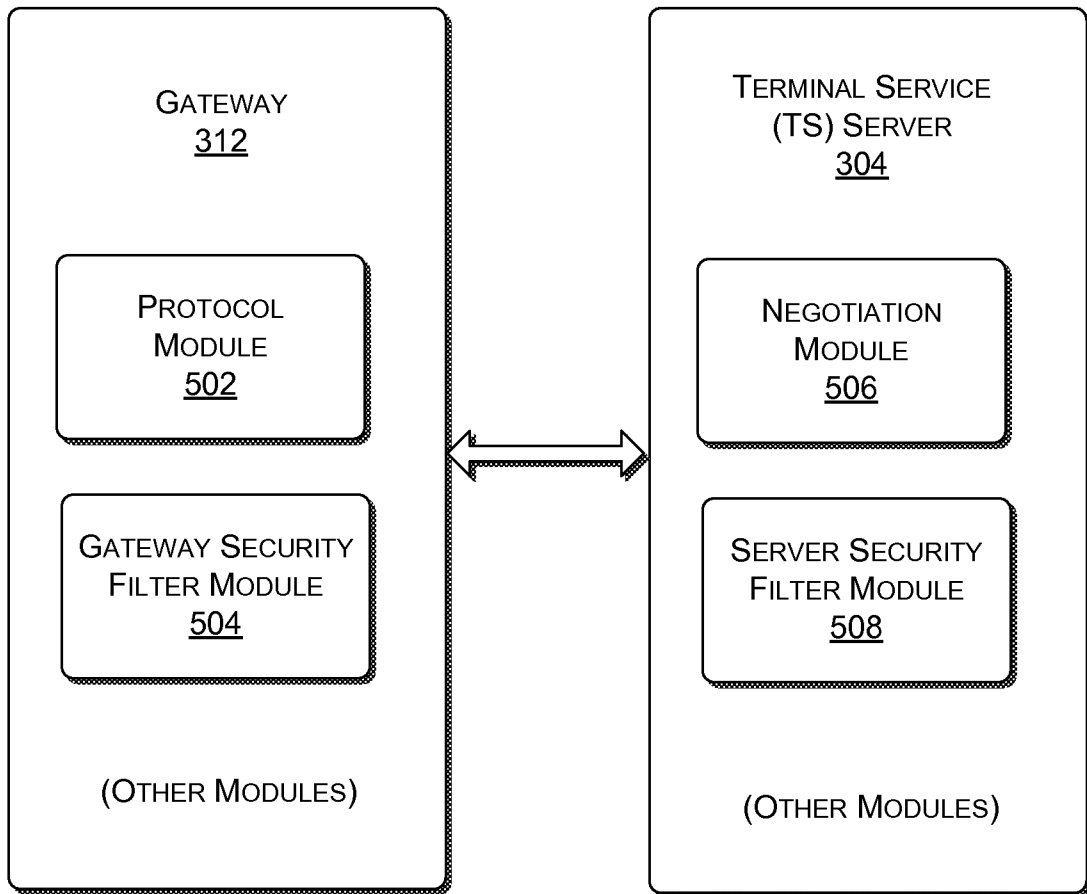 GATEWAY
312
PROTOCOL
MODULE
502
GATEWAY SECURITY
FILTER MODULE
504
(OTHER MODULES)
TERMINAL SERVICE
(TS) SERVER
304
NEGOTIATION
MODULE
506
SERVER SECURITY
FILTER MODULE
508
(OTHER MODULES)